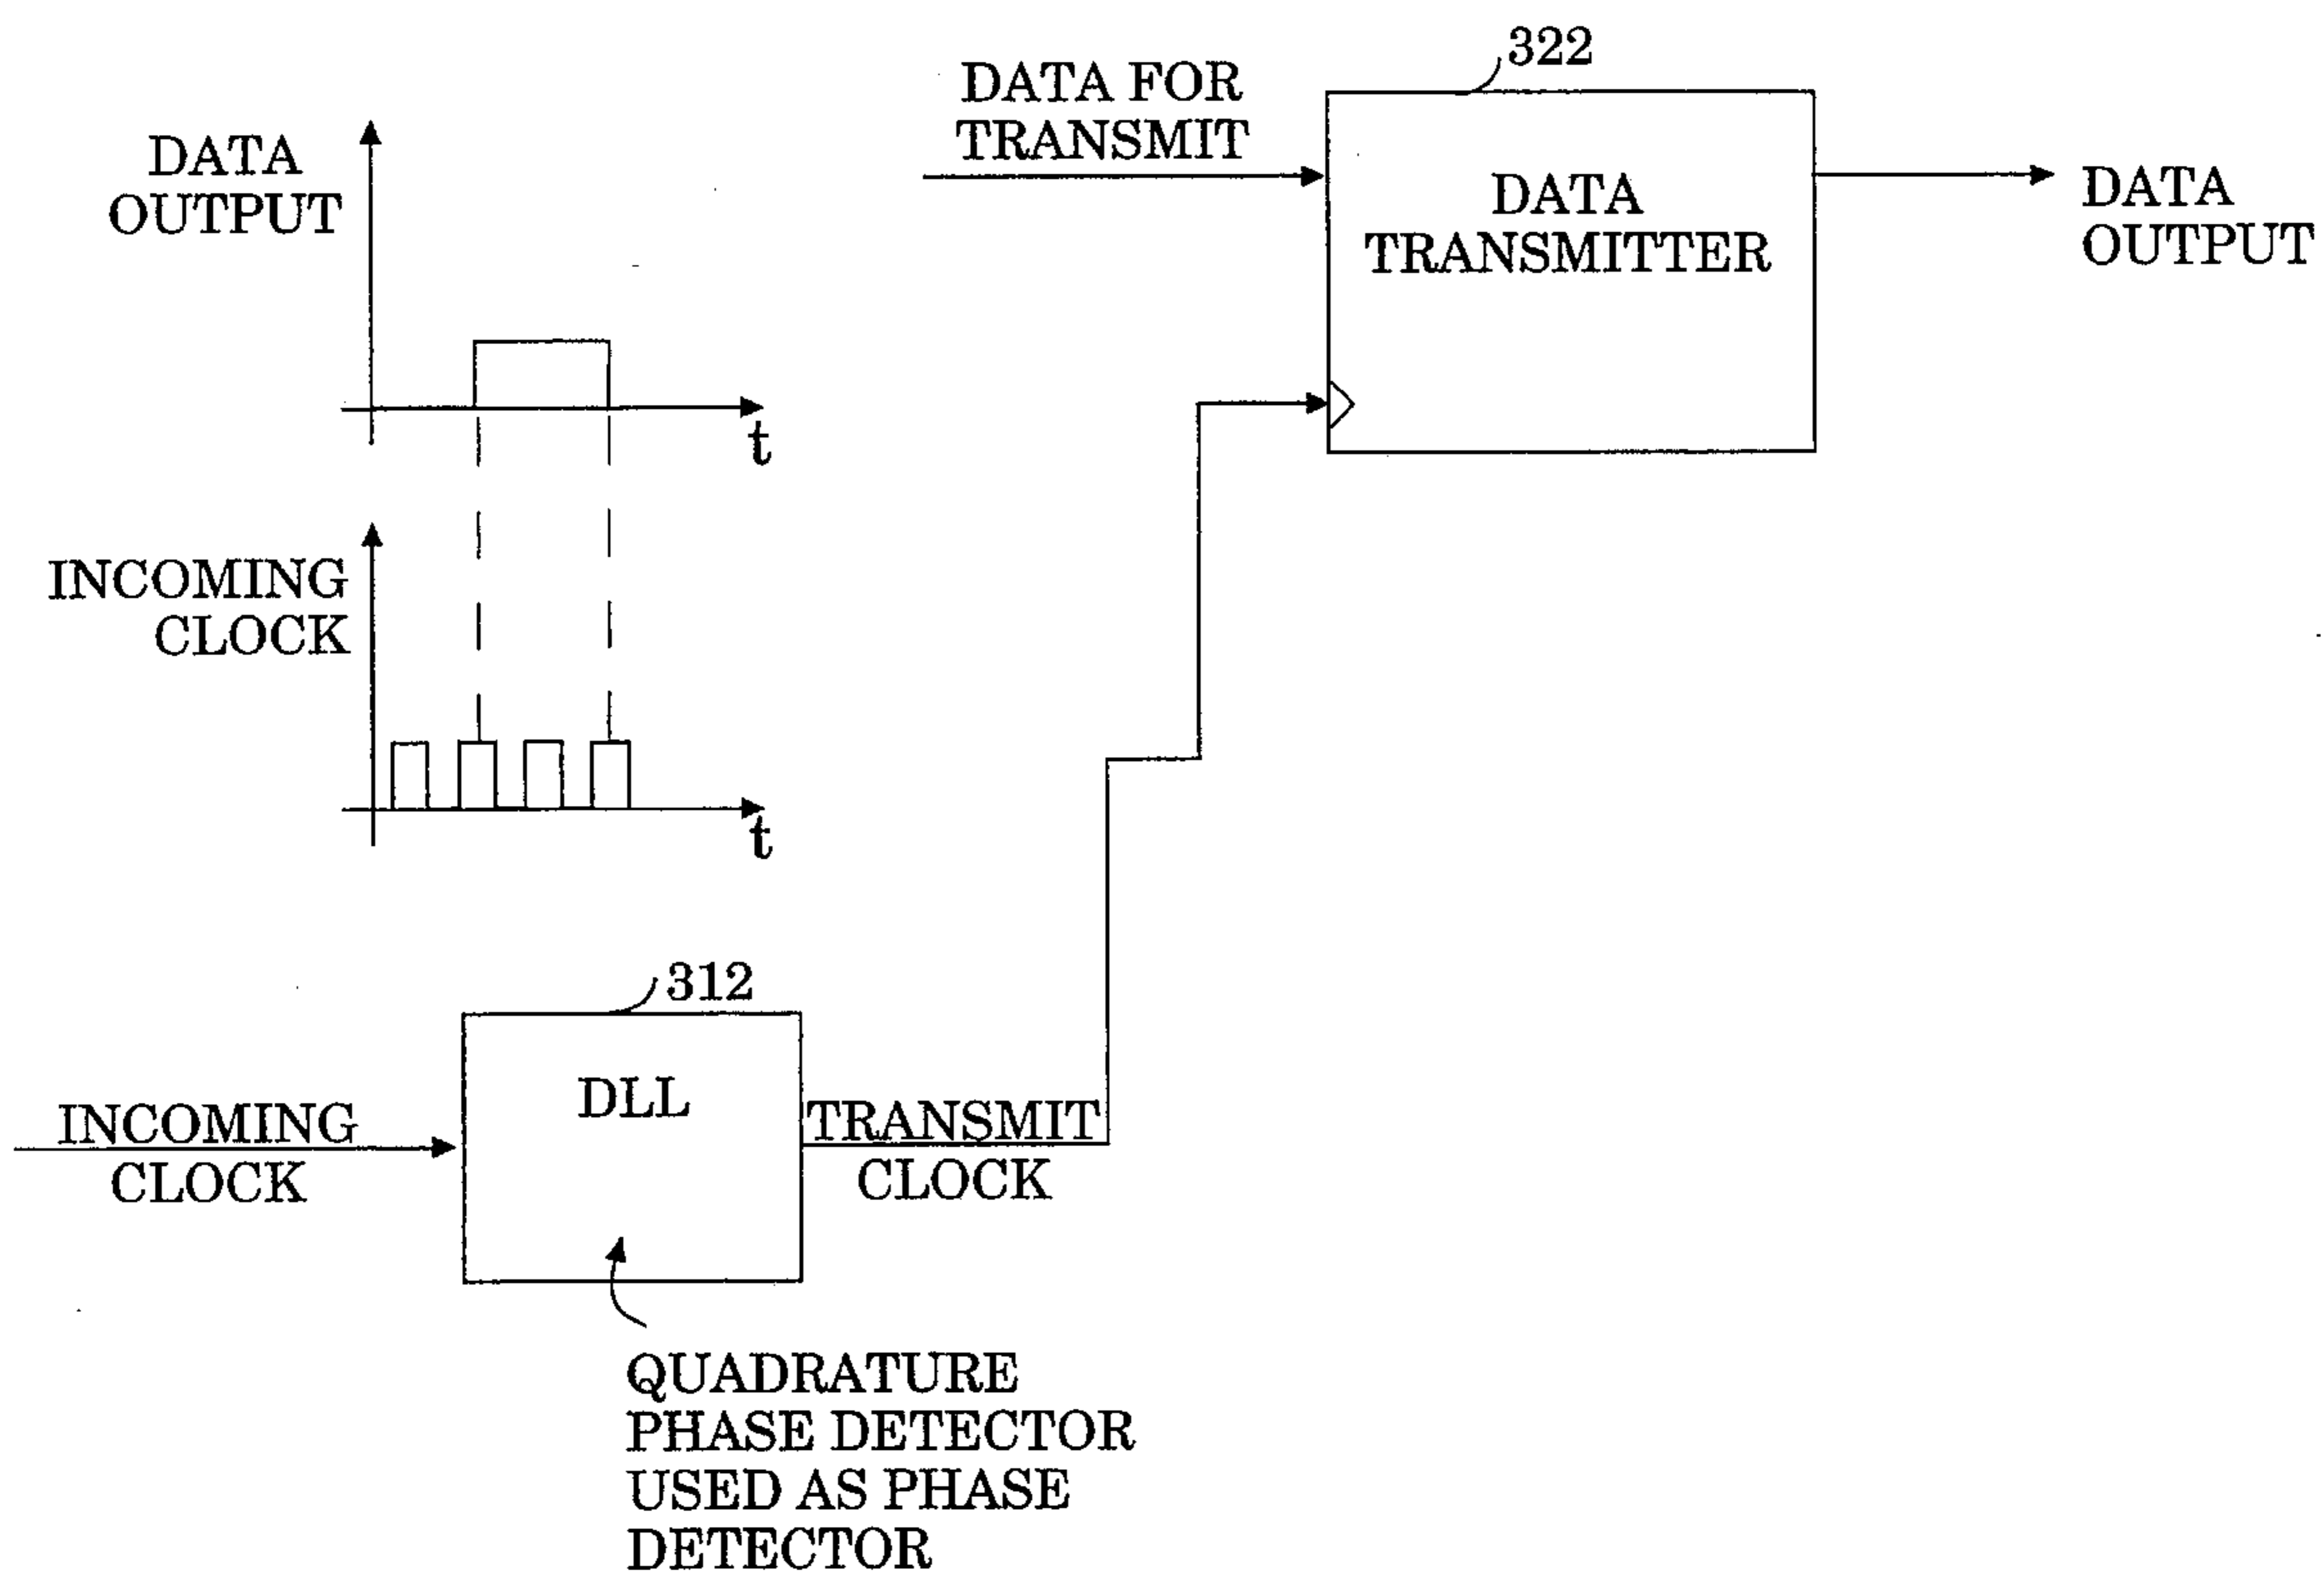 322
DATA FOR
TRANSMIT
DATA
OUTPUT
DATA
TRANSMITTER
DATA
OUTPUT
t
INCOMING
CLOCK
t
312
DLL
INCOMING
CLOCK
TRANSMIT
CLOCK
QUADRATURE
PHASE DETECTOR
USED AS PHASE
DETECTOR